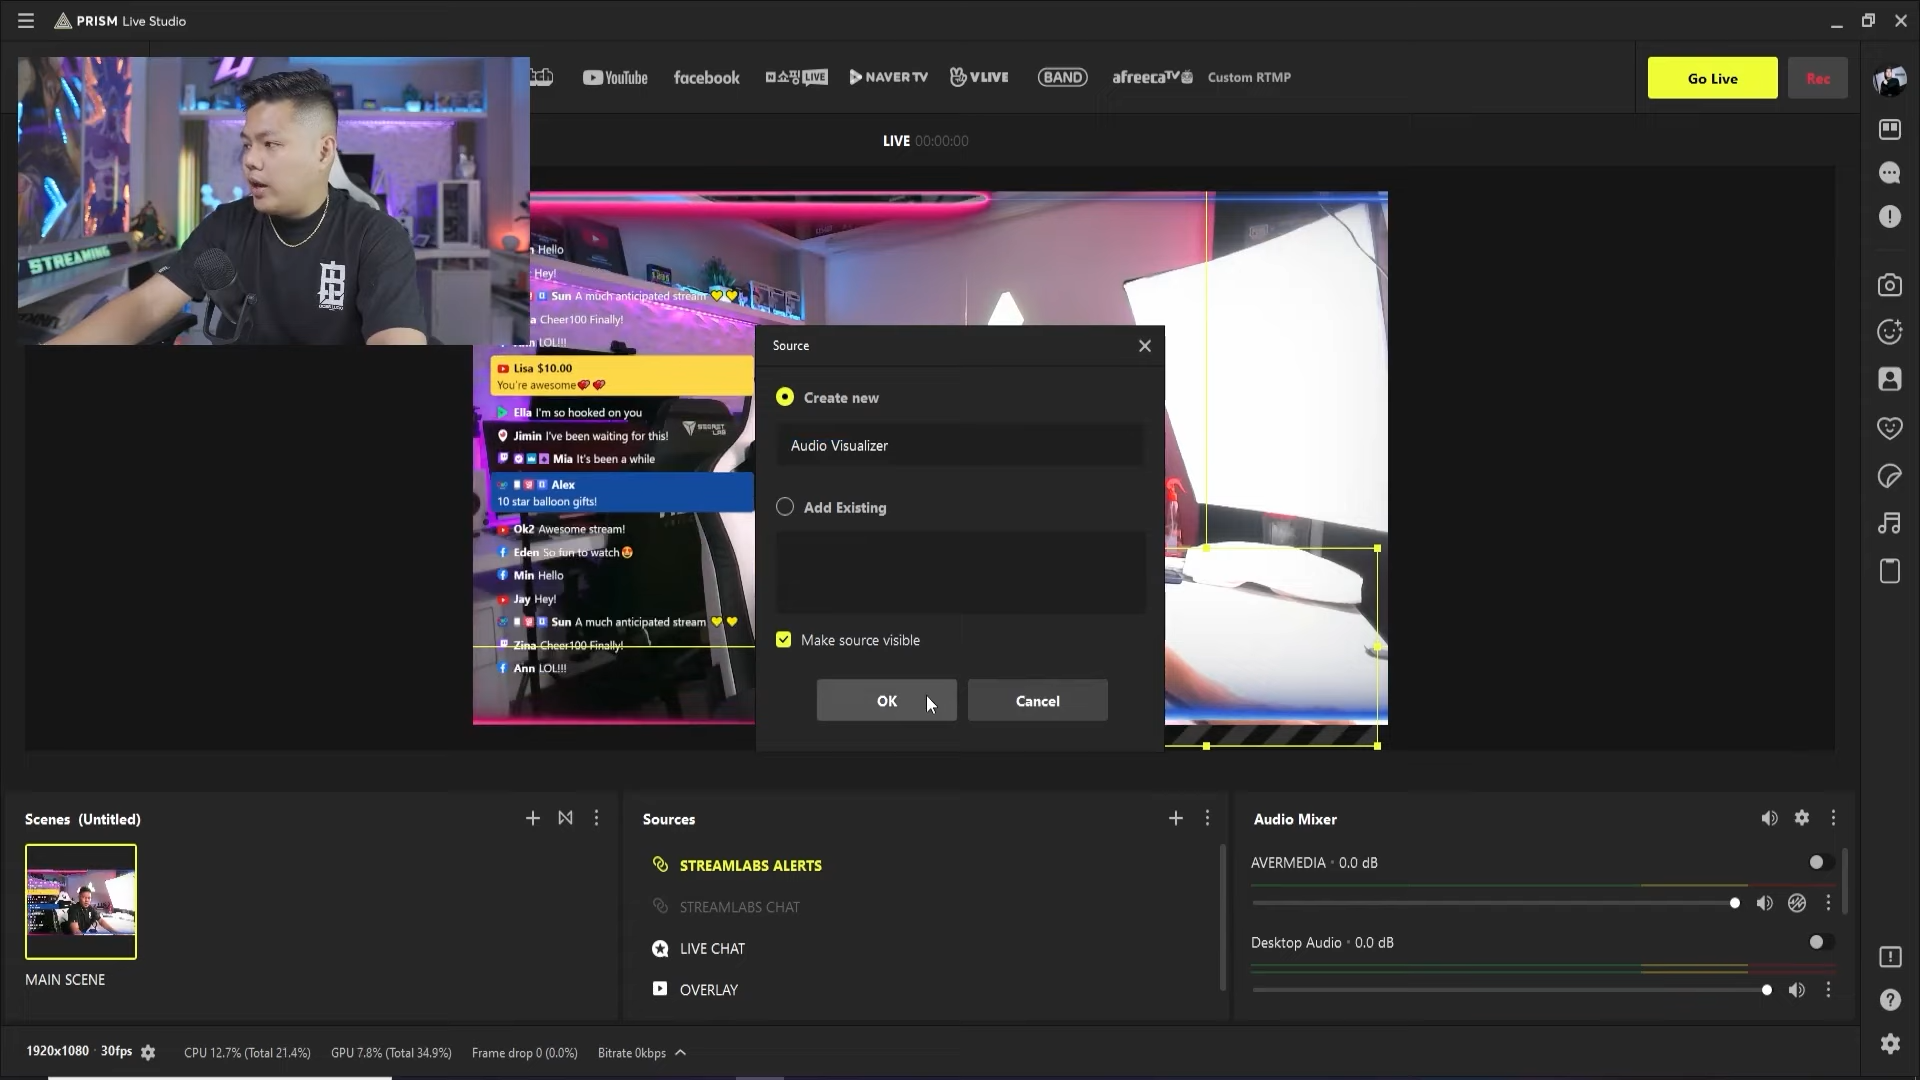 PRISM Live Studio
YouTube
facebook
쇼핑 LIVE
NAVER TV
VLIVE
BAND
afreecaTV
Custom RTMP
Go Live
Rec
LIVE 00:00:00
STREAMING
Hello
Hey!
Sun A much anticipated stream 💛💛
Cheer100 Finally!
LOL!!!
Lisa $10.00
You're awesome💕💕
Ella I'm so hooked on you
SECRETLAB
Jimin I've been waiting for this!
Mia It's been a while
Alex
10 star balloon gifts!
Ok2 Awesome stream!
Eden So fun to watch😍
Min Hello
Jay Hey!
Sun A much anticipated stream 💛💛
Zina Cheer100 Finally!
Ann LOL!!!
Source
Create new
Audio Visualizer
Add Existing
Make source visible
OK
Cancel
Scenes (Untitled)
MAIN SCENE
Sources
STREAMLABS ALERTS
STREAMLABS CHAT
LIVE CHAT
OVERLAY
Audio Mixer
AVERMEDIA · 0.0 dB
Desktop Audio · 0.0 dB
1920x1080 · 30fps
CPU 12.7% (Total 21.4%)
GPU 7.8% (Total 34.9%)
Frame drop 0 (0.0%)
Bitrate 0kbps